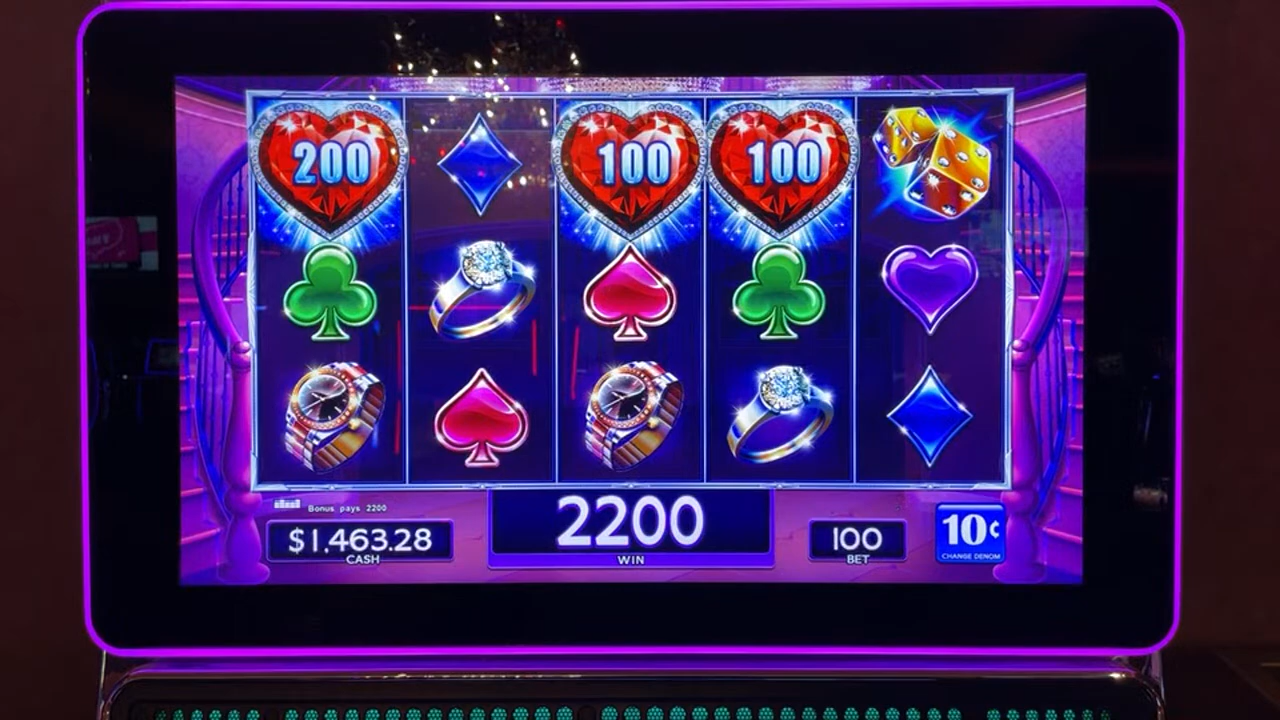 200
100
100
Bonus pays 2200
$1,463.28
CASH
2200
WIN
100
BET
10¢
CHANGE DENOM